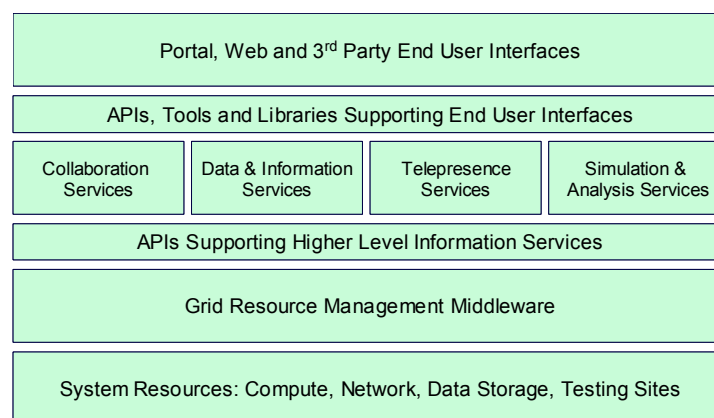 Portal, Web and 3rd Party End User Interfaces
APIs, Tools and Libraries Supporting End User Interfaces
Collaboration
Services
Data & Information
Services
Telepresence
Services
Simulation &
Analysis Services
APIs Supporting Higher Level Information Services
Grid Resource Management Middleware
System Resources: Compute, Network, Data Storage, Testing Sites